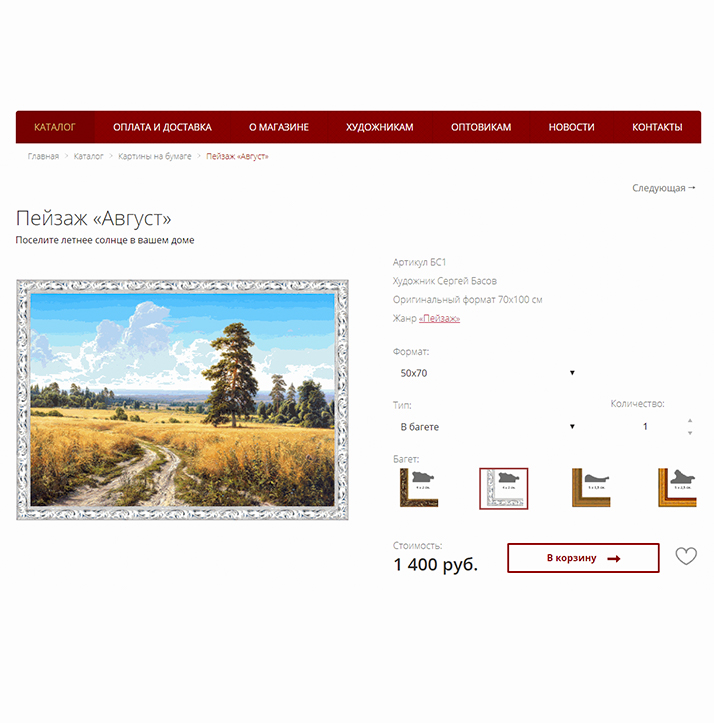 КАТАЛОГ ОПЛАТА И ДОСТАВКА О МАГАЗИНЕ ХУДОЖНИКАМ ОПТОВИКАМ НОВОСТИ КОНТАКТЫ
Главная > Каталог > Картины на бумаге > Пейзаж «Август»
Следующая →
Пейзаж «Август»
Поселите летнее солнце в вашем доме
Артикул БС1
Художник Сергей Басов
Оригинальный формат 70х100 см
Жанр «Пейзаж»
Формат:
50х70
Тип:
Количество:
В багете
1
Багет:
Стоимость:
1 400 руб.
В корзину →